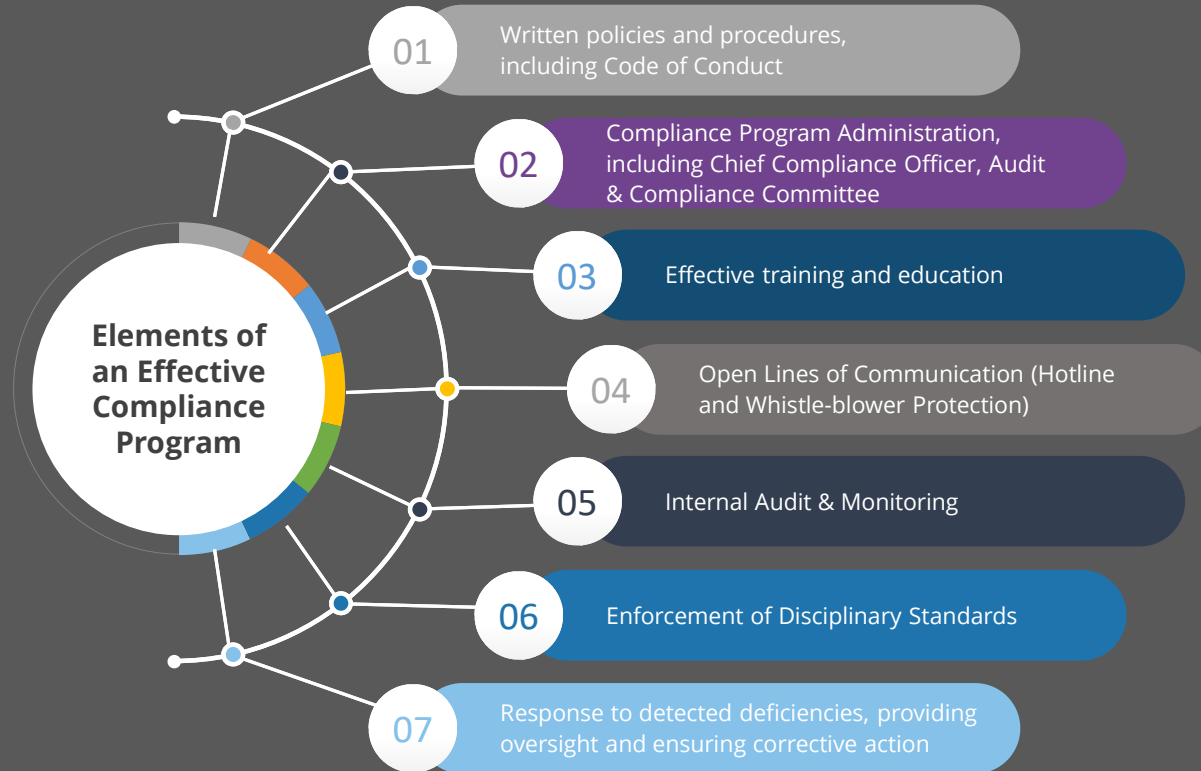 Elements of
an Effective
Compliance
Program
01
Written policies and procedures,
including Code of Conduct
02
Compliance Program Administration,
including Chief Compliance Officer, Audit
& Compliance Committee
03
Effective training and education
04
Open Lines of Communication (Hotline
and Whistle-blower Protection)
05
Internal Audit & Monitoring
06
Enforcement of Disciplinary Standards
07
Response to detected deficiencies, providing
oversight and ensuring corrective action